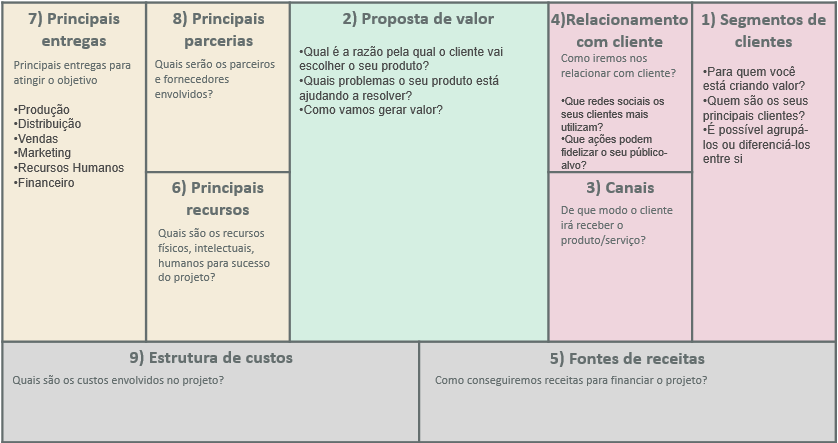 7) Principais
entregas
Principais entregas para
atingir o objetivo
•Produção
•Distribuição
•Vendas
•Marketing
•Recursos Humanos
•Financeiro
8) Principais
parcerias
Quais serão os parceiros
e fornecedores
envolvidos?
6) Principais
recursos
Quais são os recursos
físicos, intelectuais,
humanos para sucesso
do projeto?
2) Proposta de valor
•Qual é a razão pela qual o cliente vai
escolher o seu produto?
•Quais problemas o seu produto está
ajudando a resolver?
•Como vamos gerar valor?
4)Relacionamento
com cliente
Como iremos nos
relacionar com cliente?
•Que redes sociais os
seus clientes mais
utilizam?
•Que ações podem
fidelizar o seu público-
alvo?
3) Canais
De que modo o cliente
irá receber o
produto/serviço?
1) Segmentos de
clientes
•Para quem você
está criando valor?
•Quem são os seus
principais clientes?
•É possível agrupá-
los ou diferenciá-los
entre si
9) Estrutura de custos
Quais são os custos envolvidos no projeto?
5) Fontes de receitas
Como conseguiremos receitas para financiar o projeto?